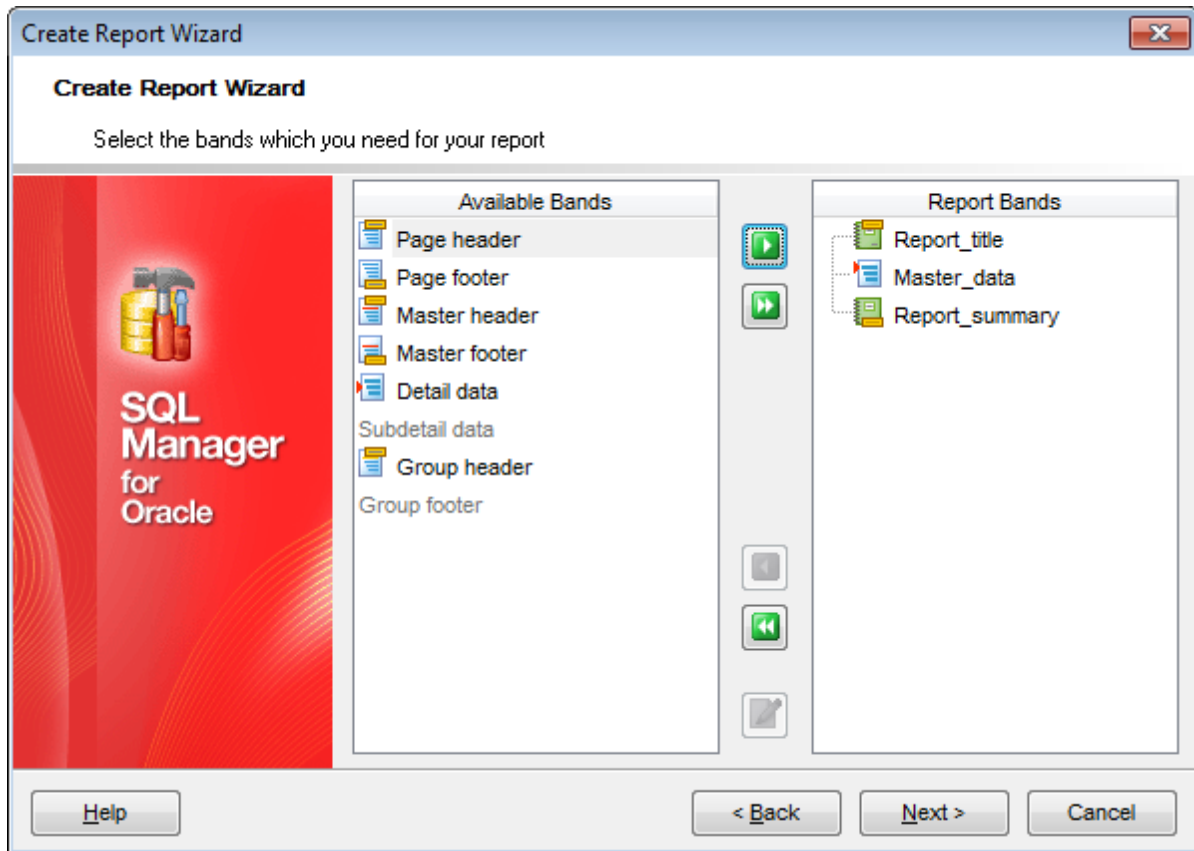 Create Report Wizard
Create Report Wizard
Select the bands which you need for your report
SQL
Manager
for
Oracle
Available Bands
Page header
Page footer
Master header
Master footer
Detail data
Subdetail data
Group header
Group footer
Report Bands
Report_title
Master_data
Report_summary
Help
< Back
Next >
Cancel